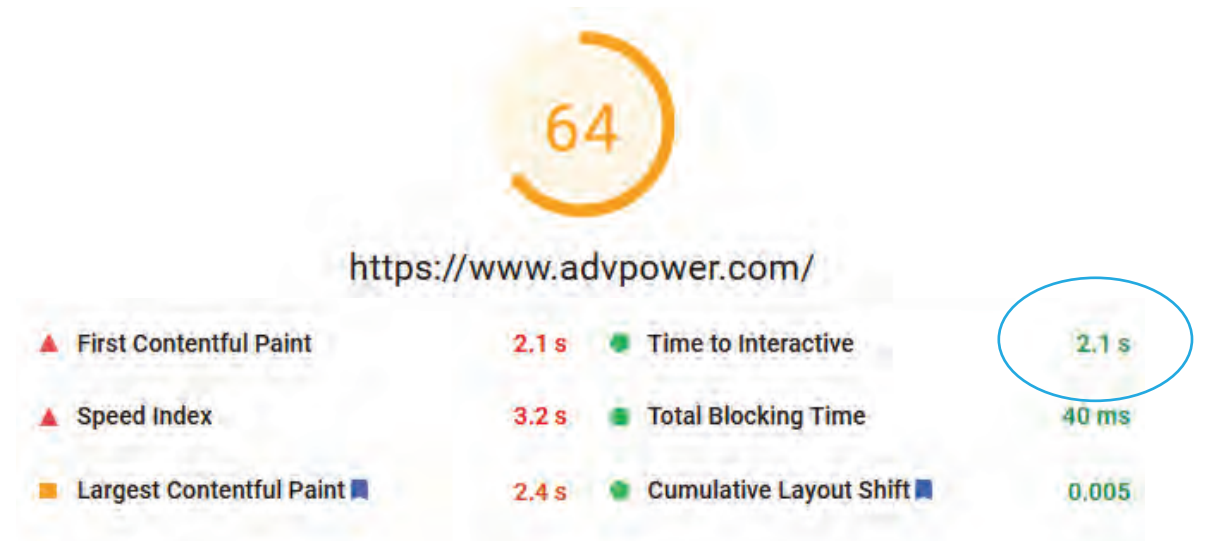 64
https://www.advpower.com/
First Contentful Paint 2.1 s Time to Interactive 2.1 s
Speed Index 3.2 s Total Blocking Time 40 ms
Largest Contentful Paint 2.4 s Cumulative Layout Shift 0.005